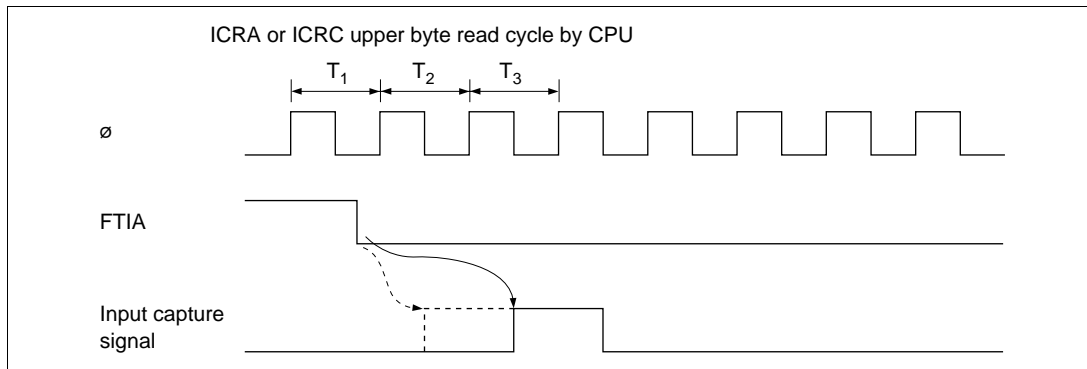 ICRA or ICRC upper byte read cycle by CPU
T1 T2 T3
ø
FTIA
Input capture
signal